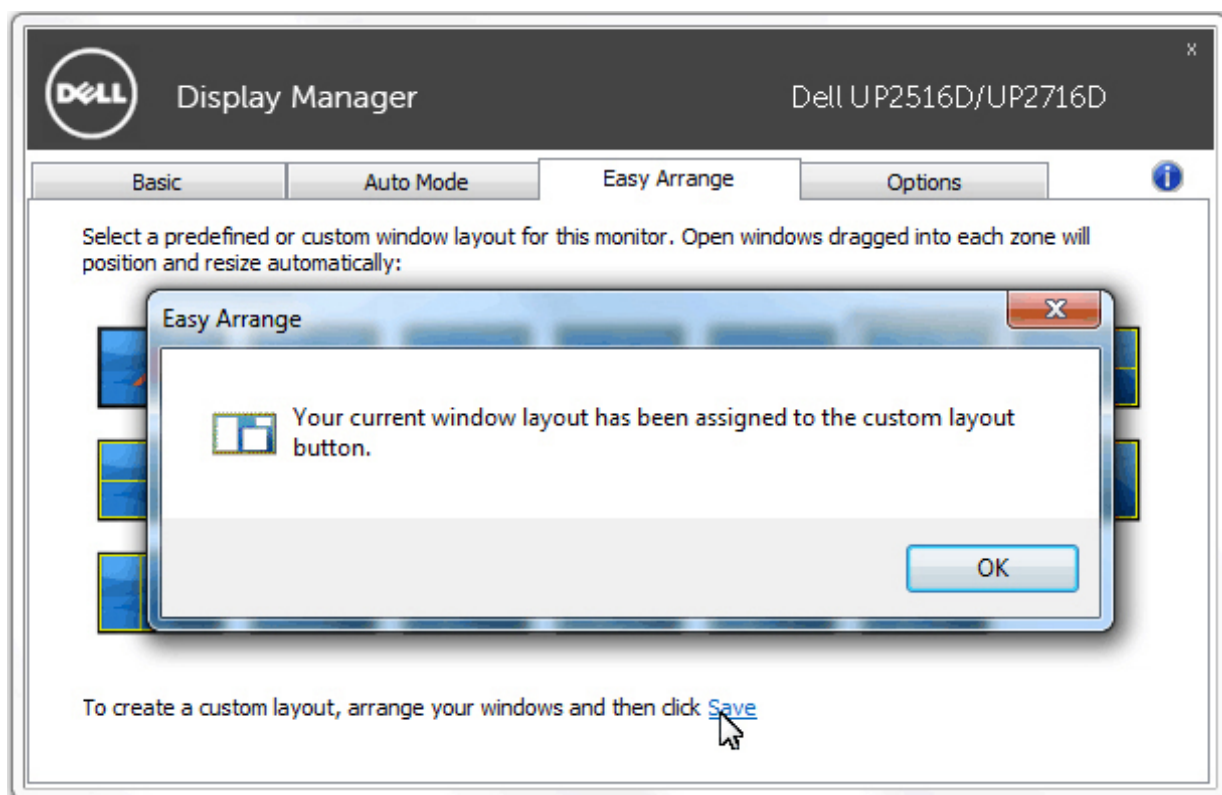 x
DELL
Display Manager
Dell UP2516D/UP2716D
Basic
Auto Mode
Easy Arrange
Options
i
Select a predefined or custom window layout for this monitor. Open windows dragged into each zone will
position and resize automatically:
Easy Arrange
x
Your current window layout has been assigned to the custom layout
button.
OK
To create a custom layout, arrange your windows and then click Save